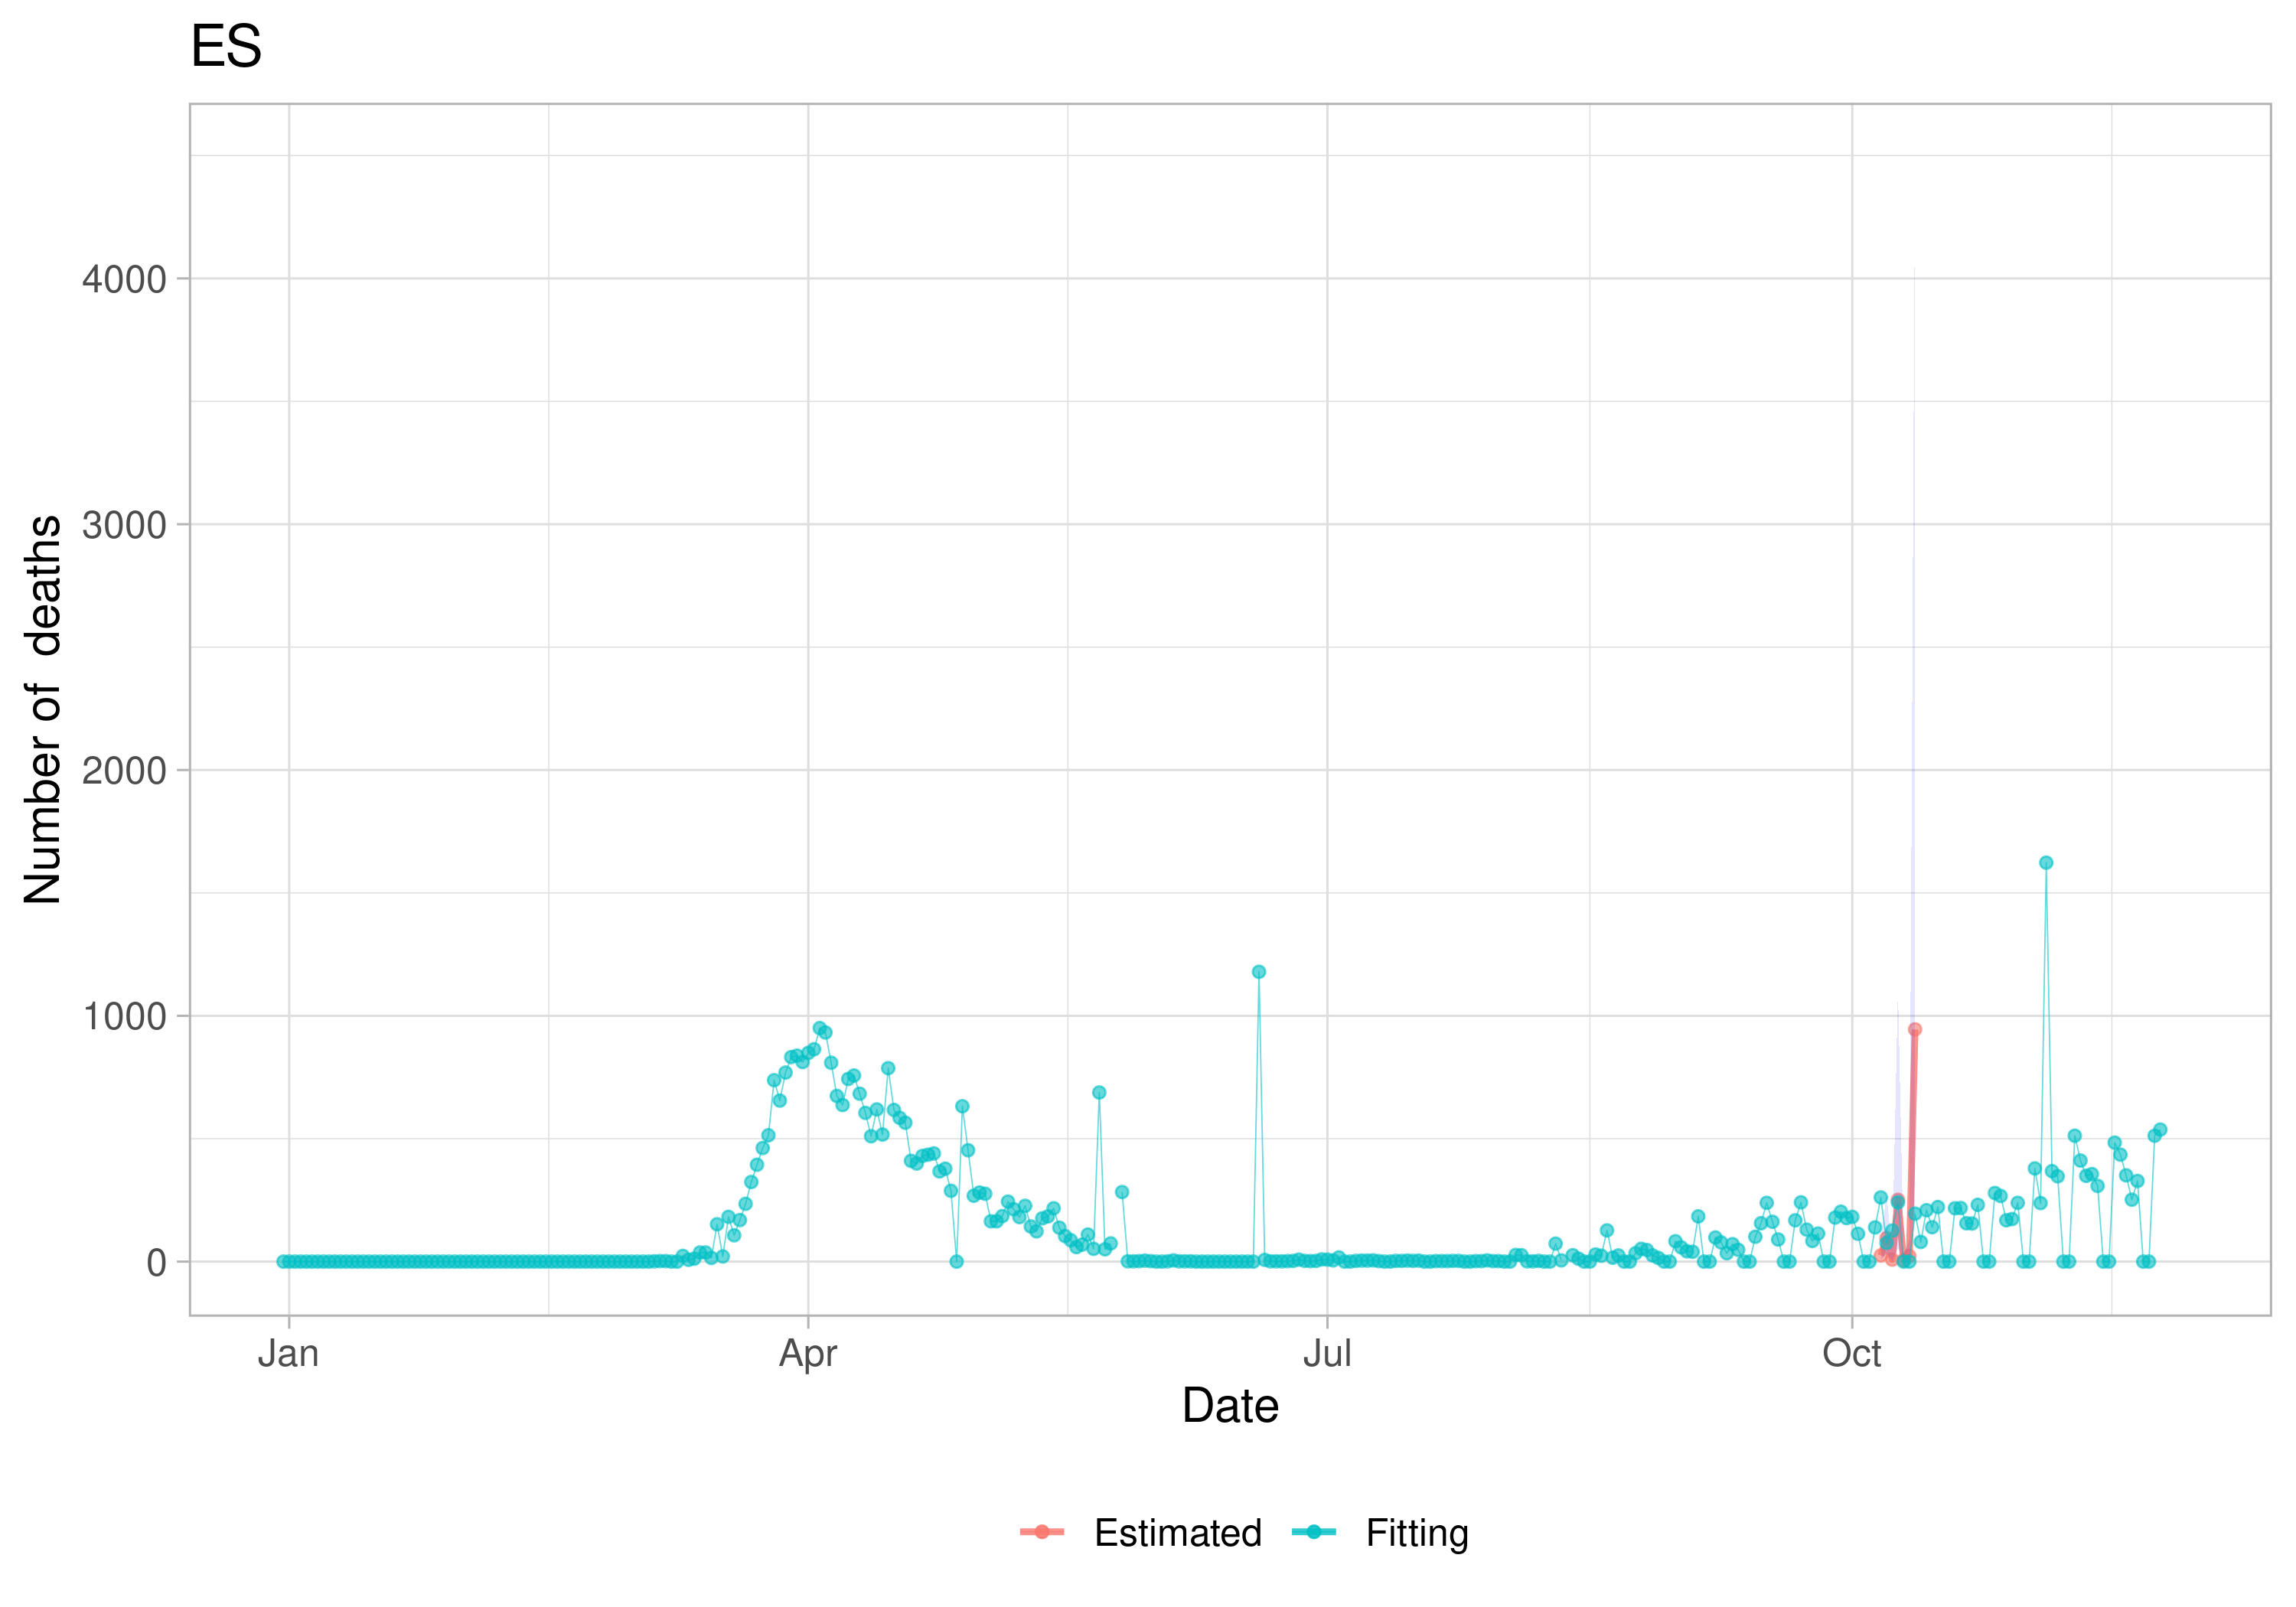 ES
Number of  deaths
4000
3000
2000
1000
0
Jan
Apr
Jul
Oct
Date
Estimated
Fitting